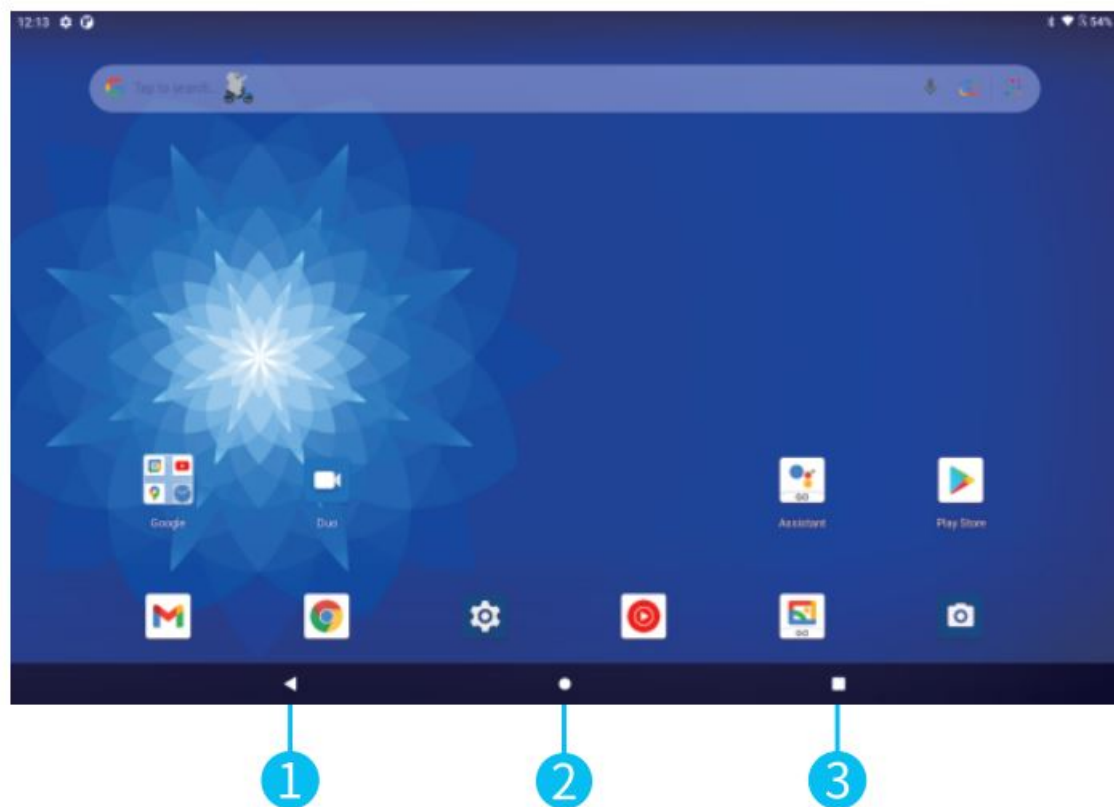 12:13
54%
Tap to search...
Google
Duo
GO
Assistant
Play Store
GO
1
2
3